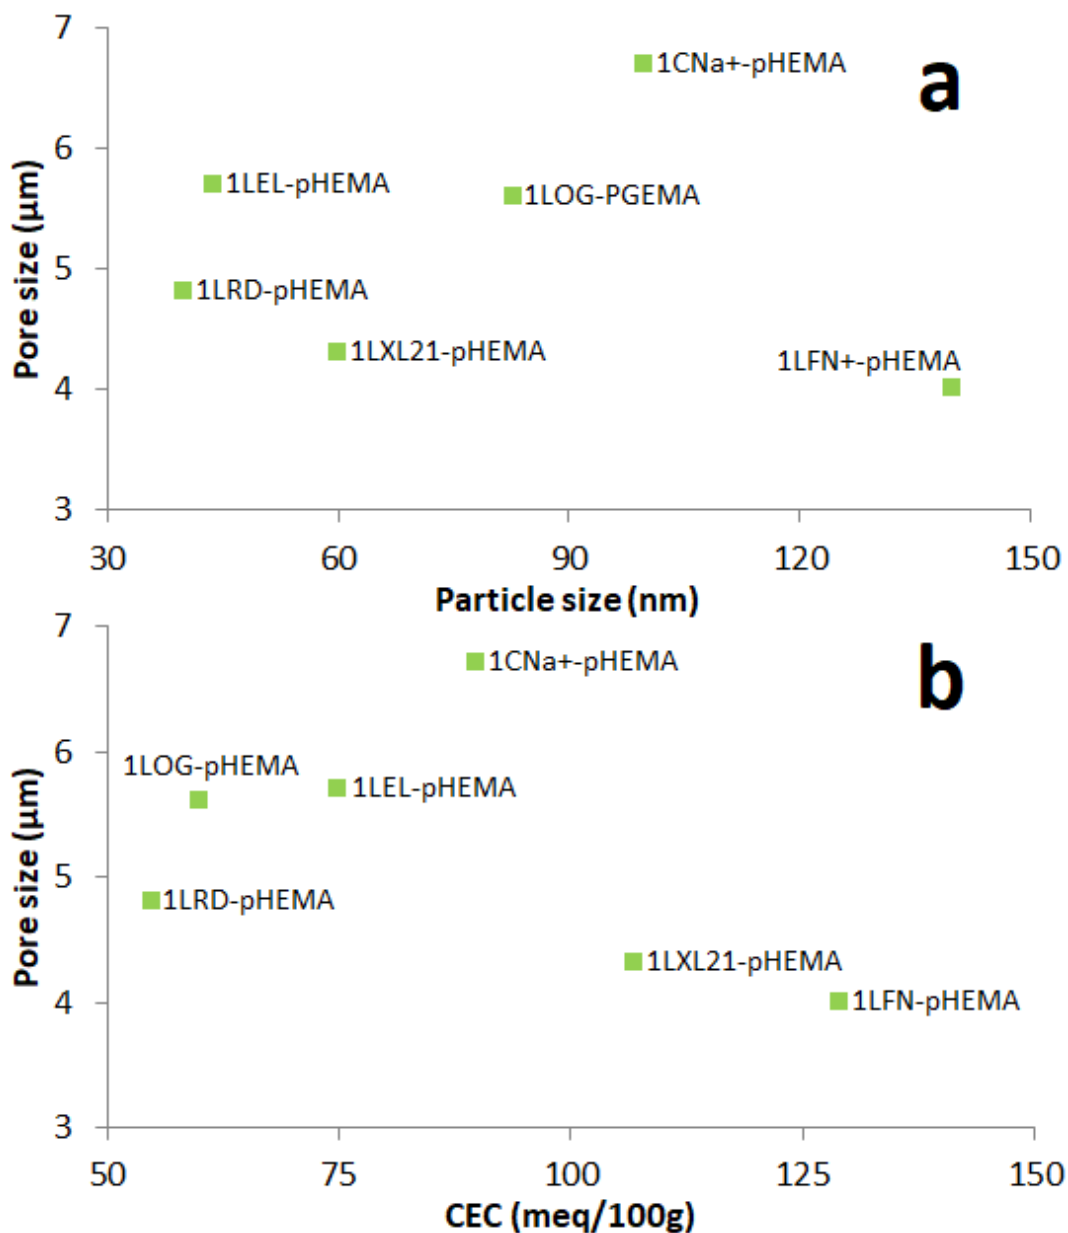 7
1CNa+-pHEMA
a
6
1LEL-pHEMA
1LOG-PGEMA
5
1LRD-pHEMA
1LXL21-pHEMA
1LFN+-pHEMA
4
3
Pore size (µm)
30 60 90 120 150
Particle size (nm)
7
1CNa+-pHEMA
b
6
1LOG-pHEMA
1LEL-pHEMA
5
1LRD-pHEMA
1LXL21-pHEMA
4
1LFN-pHEMA
3
Pore size (µm)
50 75 100 125 150
CEC (meq/100g)